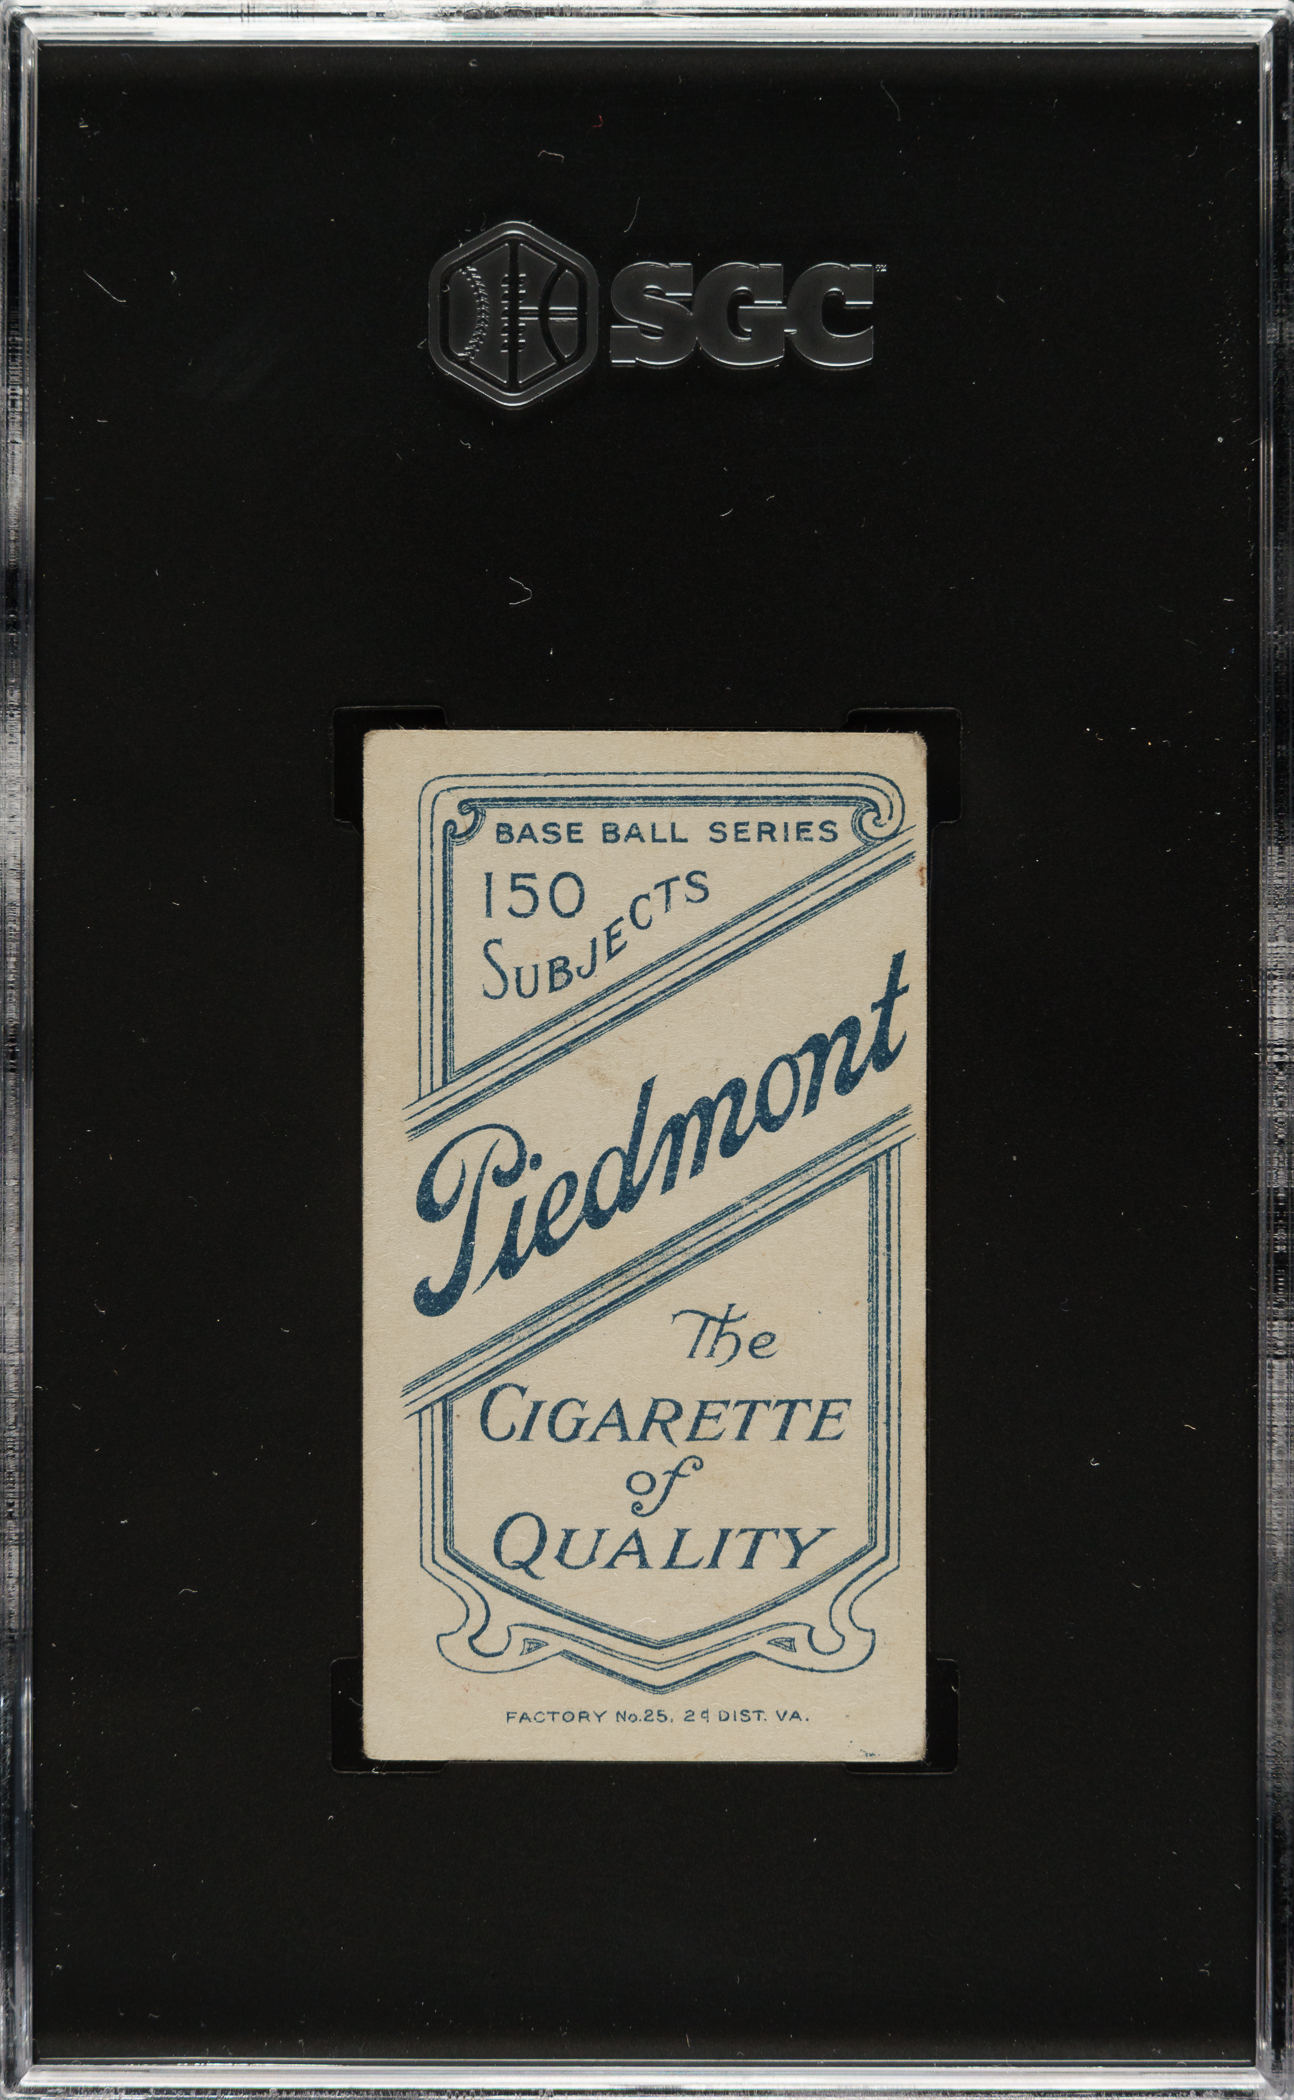 SGC
BASE BALL SERIES
150
SUBJECTS
Piedmont
The
CIGARETTE
of
QUALITY
FACTORY No.25, 2d DIST. VA.